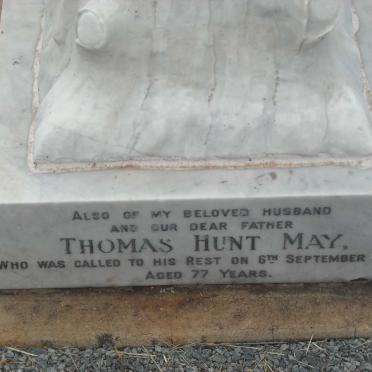 ALSO OF MY BELOVED HUSBAND
AND OUR DEAR FATHER
THOMAS HUNT MAY,
WHO WAS CALLED TO HIS REST ON 6TH SEPTEMBER
AGED 77 YEARS.